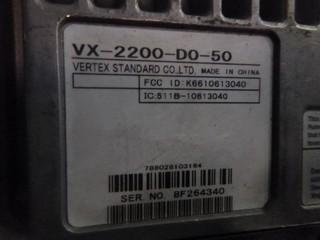 VX-2200-D0-50
VERTEX STANDARD CO.,LTD. MADE IN CHINA
FCC ID:K6610613040
IC:511B-10613040
788028103184
SER. NO. 8F264340